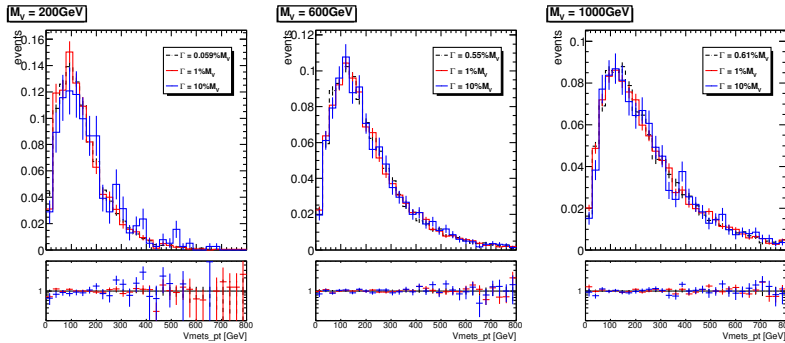 M_V = 200GeV
events
0.16
0.14
0.12
0.1
0.08
0.06
0.04
0.02
0
Γ = 0.059%M_V
Γ = 1%M_V
Γ = 10%M_V
1
0 100 200 300 400 500 600 700 800
Vmets_pt [GeV]
M_V = 600GeV
events
0.12
0.1
0.08
0.06
0.04
0.02
0
Γ = 0.55%M_V
Γ = 1%M_V
Γ = 10%M_V
1
0 100 200 300 400 500 600 700 800
Vmets_pt [GeV]
M_V = 1000GeV
events
0.1
0.08
0.06
0.04
0.02
0
Γ = 0.61%M_V
Γ = 1%M_V
Γ = 10%M_V
1
0 100 200 300 400 500 600 700 800
Vmets_pt [GeV]